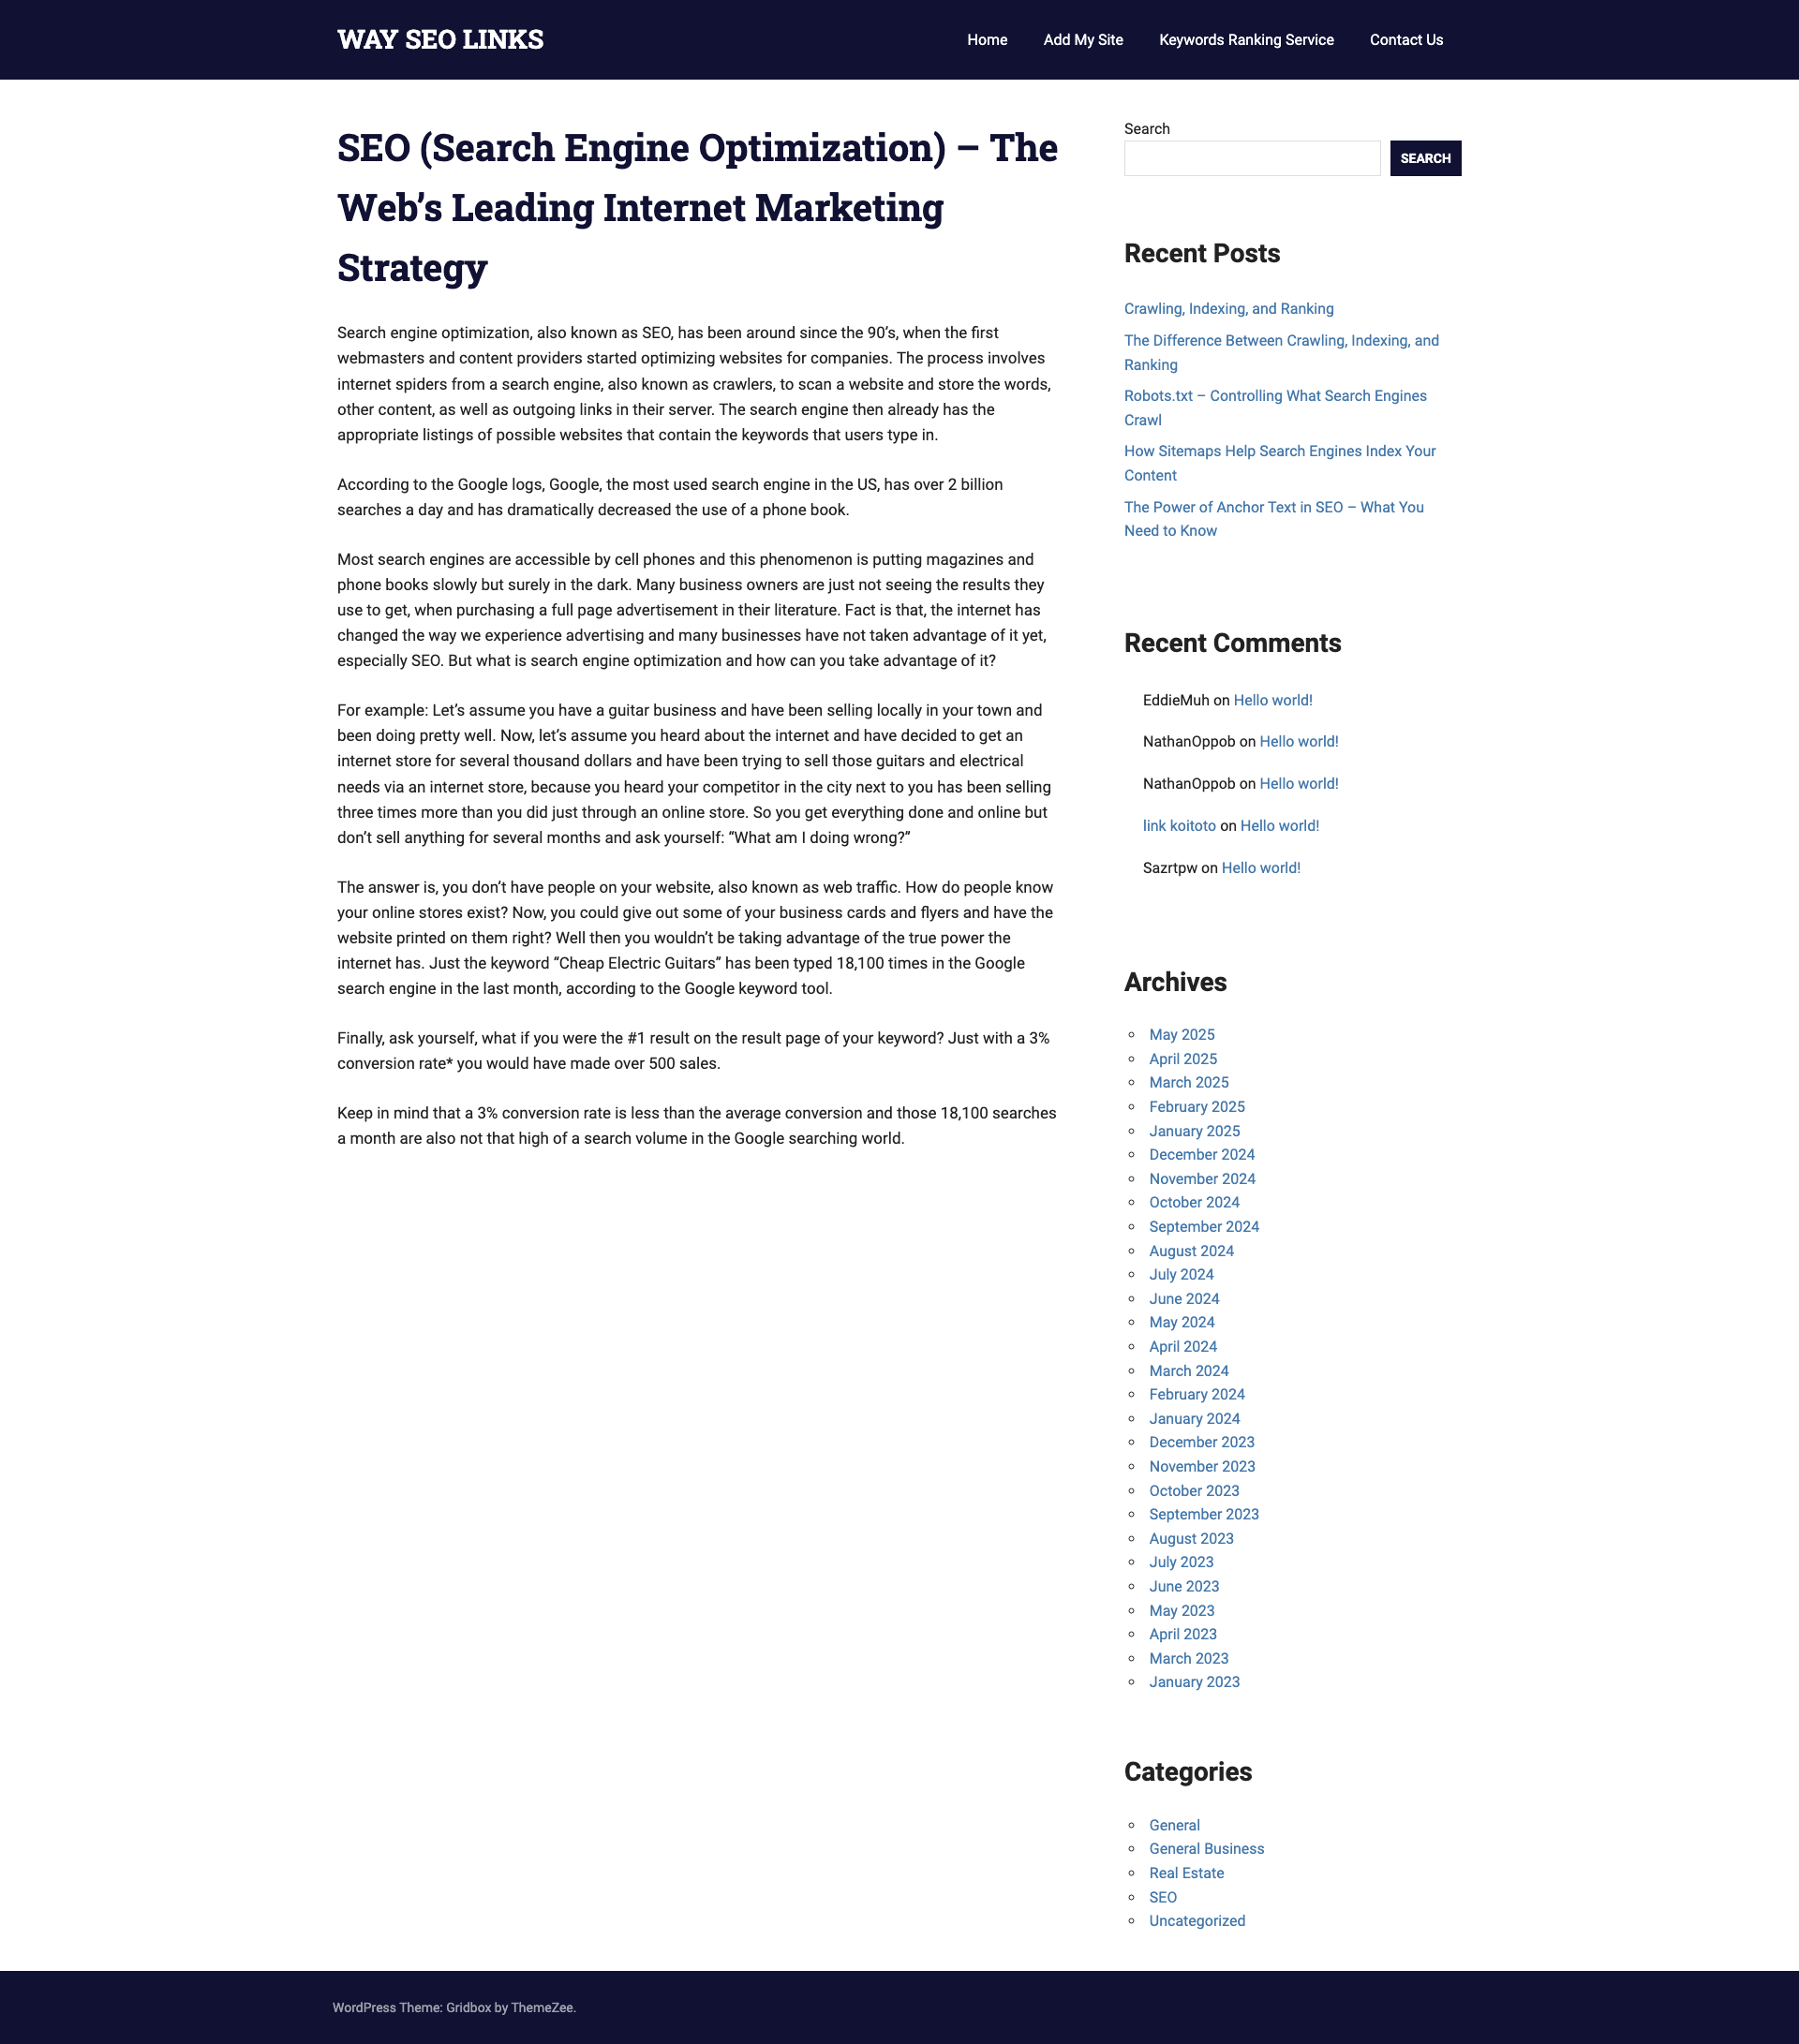 WAY SEO LINKS
Home
Add My Site
Keywords Ranking Service
Contact Us
SEO (Search Engine Optimization) – The
Web’s Leading Internet Marketing
Strategy
Search engine optimization, also known as SEO, has been around since the 90’s, when the first
webmasters and content providers started optimizing websites for companies. The process involves
internet spiders from a search engine, also known as crawlers, to scan a website and store the words,
other content, as well as outgoing links in their server. The search engine then already has the
appropriate listings of possible websites that contain the keywords that users type in.
According to the Google logs, Google, the most used search engine in the US, has over 2 billion
searches a day and has dramatically decreased the use of a phone book.
Most search engines are accessible by cell phones and this phenomenon is putting magazines and
phone books slowly but surely in the dark. Many business owners are just not seeing the results they
use to get, when purchasing a full page advertisement in their literature. Fact is that, the internet has
changed the way we experience advertising and many businesses have not taken advantage of it yet,
especially SEO. But what is search engine optimization and how can you take advantage of it?
For example: Let’s assume you have a guitar business and have been selling locally in your town and
been doing pretty well. Now, let’s assume you heard about the internet and have decided to get an
internet store for several thousand dollars and have been trying to sell those guitars and electrical
needs via an internet store, because you heard your competitor in the city next to you has been selling
three times more than you did just through an online store. So you get everything done and online but
don’t sell anything for several months and ask yourself: “What am I doing wrong?”
The answer is, you don’t have people on your website, also known as web traffic. How do people know
your online stores exist? Now, you could give out some of your business cards and flyers and have the
website printed on them right? Well then you wouldn’t be taking advantage of the true power the
internet has. Just the keyword “Cheap Electric Guitars” has been typed 18,100 times in the Google
search engine in the last month, according to the Google keyword tool.
Finally, ask yourself, what if you were the #1 result on the result page of your keyword? Just with a 3%
conversion rate* you would have made over 500 sales.
Keep in mind that a 3% conversion rate is less than the average conversion and those 18,100 searches
a month are also not that high of a search volume in the Google searching world.
Search
SEARCH
Recent Posts
Crawling, Indexing, and Ranking
The Difference Between Crawling, Indexing, and
Ranking
Robots.txt – Controlling What Search Engines
Crawl
How Sitemaps Help Search Engines Index Your
Content
The Power of Anchor Text in SEO – What You
Need to Know
Recent Comments
EddieMuh on Hello world!
NathanOppob on Hello world!
NathanOppob on Hello world!
link koitoto on Hello world!
Sazrtpw on Hello world!
Archives
May 2025
April 2025
March 2025
February 2025
January 2025
December 2024
November 2024
October 2024
September 2024
August 2024
July 2024
June 2024
May 2024
April 2024
March 2024
February 2024
January 2024
December 2023
November 2023
October 2023
September 2023
August 2023
July 2023
June 2023
May 2023
April 2023
March 2023
January 2023
Categories
General
General Business
Real Estate
SEO
Uncategorized
WordPress Theme: Gridbox by ThemeZee.